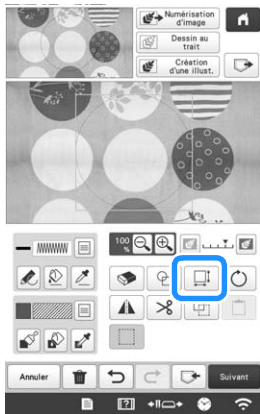 Numérisation
d'image
Dessin au
trait
Création
d'une illust.
100
%
Annuler
Suivant